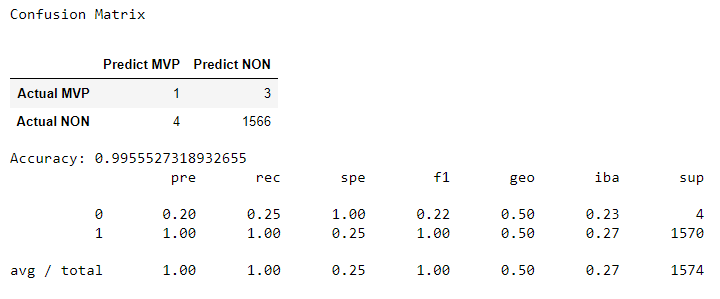 Confusion Matrix
Predict MVP Predict NON
Actual MVP 1 3
Actual NON 4 1566
Accuracy: 0.9955527318932655
pre rec spe f1 geo iba sup
0 0.20 0.25 1.00 0.22 0.50 0.23 4
1 1.00 1.00 0.25 1.00 0.50 0.27 1570
avg / total 1.00 1.00 0.25 1.00 0.50 0.27 1574